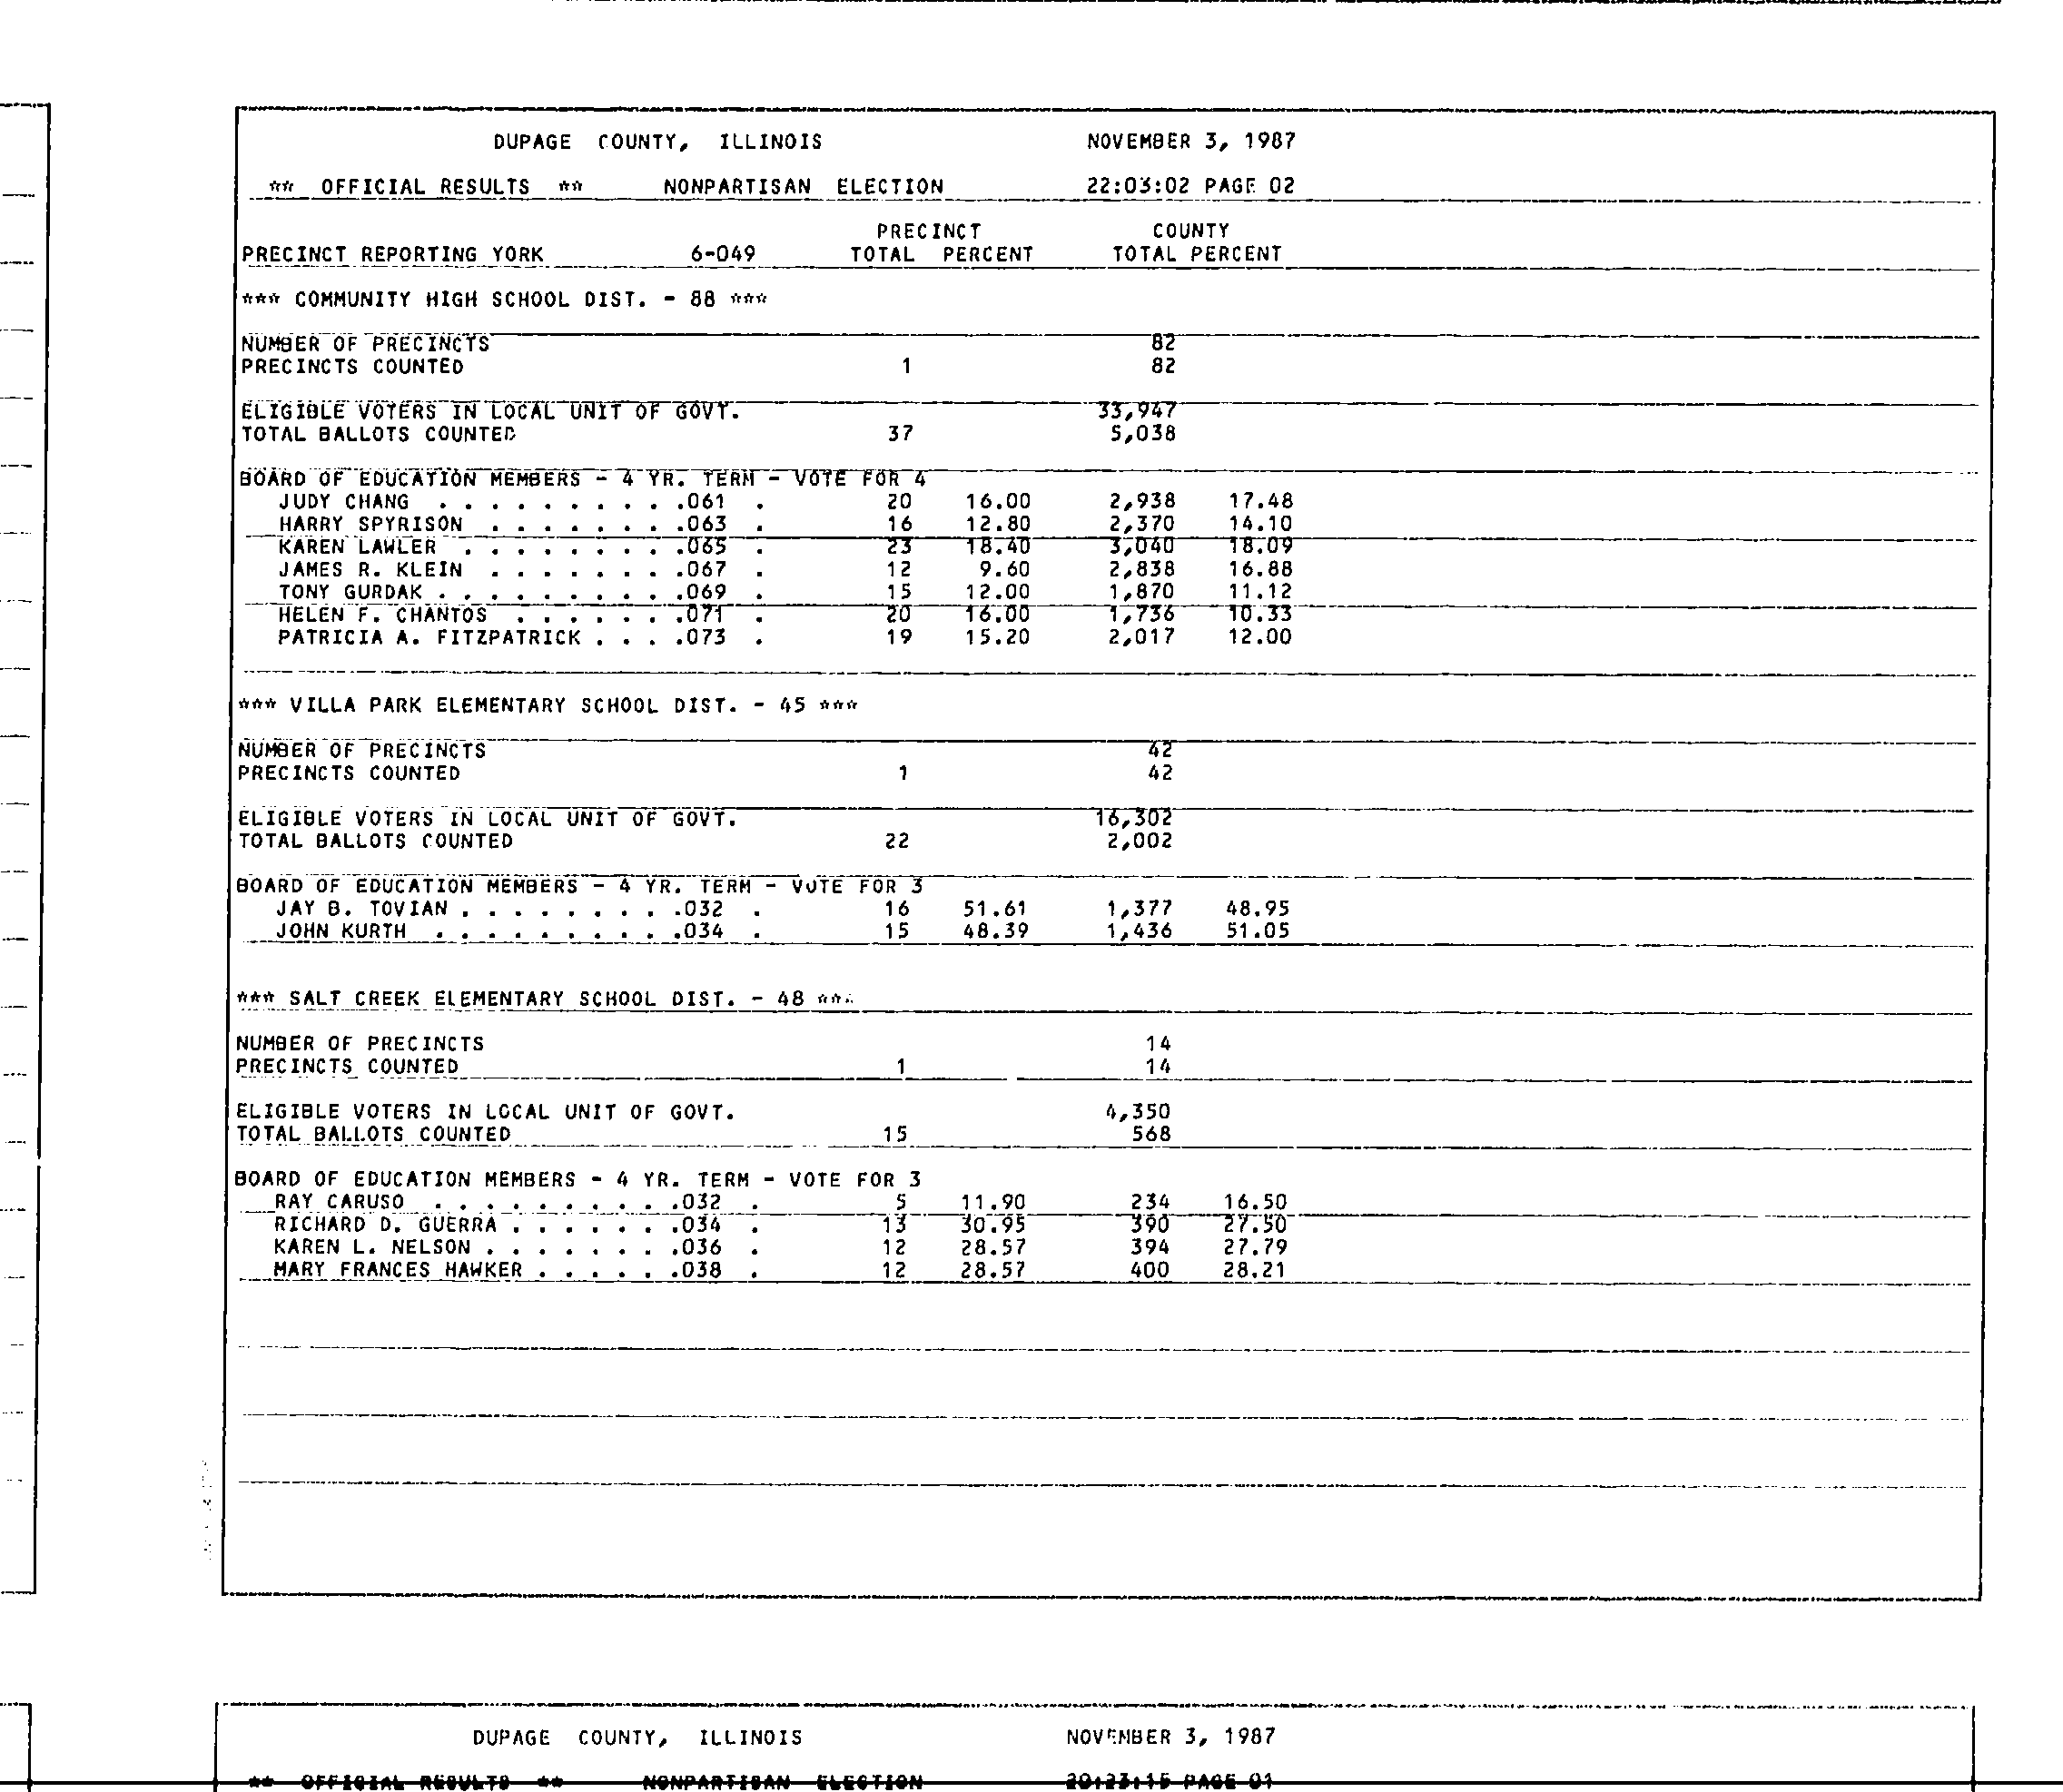 DUPAGE COUNTY, ILLINOIS NOVEMBER 3, 1987
** OFFICIAL RESULTS ** NONPARTISAN ELECTION 22:03:02 PAGE 02
PRECINCT COUNTY
PRECINCT REPORTING YORK 6-049 TOTAL PERCENT TOTAL PERCENT
*** COMMUNITY HIGH SCHOOL DIST. - 88 ***
NUMBER OF PRECINCTS 82
PRECINCTS COUNTED 1 82
ELIGIBLE VOTERS IN LOCAL UNIT OF GOVT. 33,947
TOTAL BALLOTS COUNTED 37 5,038
BOARD OF EDUCATION MEMBERS - 4 YR. TERM - VOTE FOR 4
JUDY CHANG . . . . . . . . . .061 . 20 16.00 2,938 17.48
HARRY SPYRISON . . . . . . . .063 . 16 12.80 2,370 14.10
KAREN LAWLER . . . . . . . . .065 . 23 18.40 3,040 18.09
JAMES R. KLEIN . . . . . . . .067 . 12 9.60 2,838 16.88
TONY GURDAK . . . . . . . . . .069 . 15 12.00 1,870 11.12
HELEN F. CHANTOS . . . . . . .071 . 20 16.00 1,736 10.33
PATRICIA A. FITZPATRICK . . . .073 . 19 15.20 2,017 12.00
*** VILLA PARK ELEMENTARY SCHOOL DIST. - 45 ***
NUMBER OF PRECINCTS 42
PRECINCTS COUNTED 1 42
ELIGIBLE VOTERS IN LOCAL UNIT OF GOVT. 16,302
TOTAL BALLOTS COUNTED 22 2,002
BOARD OF EDUCATION MEMBERS - 4 YR. TERM - VOTE FOR 3
JAY B. TOVIAN . . . . . . . . .032 . 16 51.61 1,377 48.95
JOHN KURTH . . . . . . . . . .034 . 15 48.39 1,436 51.05
*** SALT CREEK ELEMENTARY SCHOOL DIST. - 48 ***
NUMBER OF PRECINCTS 14
PRECINCTS COUNTED 1 14
ELIGIBLE VOTERS IN LOCAL UNIT OF GOVT. 4,350
TOTAL BALLOTS COUNTED 15 568
BOARD OF EDUCATION MEMBERS - 4 YR. TERM - VOTE FOR 3
RAY CARUSO . . . . . . . . . .032 . 5 11.90 234 16.50
RICHARD D. GUERRA . . . . . . .034 . 13 30.95 390 27.50
KAREN L. NELSON . . . . . . . .036 . 12 28.57 394 27.79
MARY FRANCES HAWKER . . . . . .038 . 12 28.57 400 28.21
DUPAGE COUNTY, ILLINOIS NOVEMBER 3, 1987
** OFFICIAL RESULTS ** NONPARTISAN ELECTION 20:23:15 PAGE 01